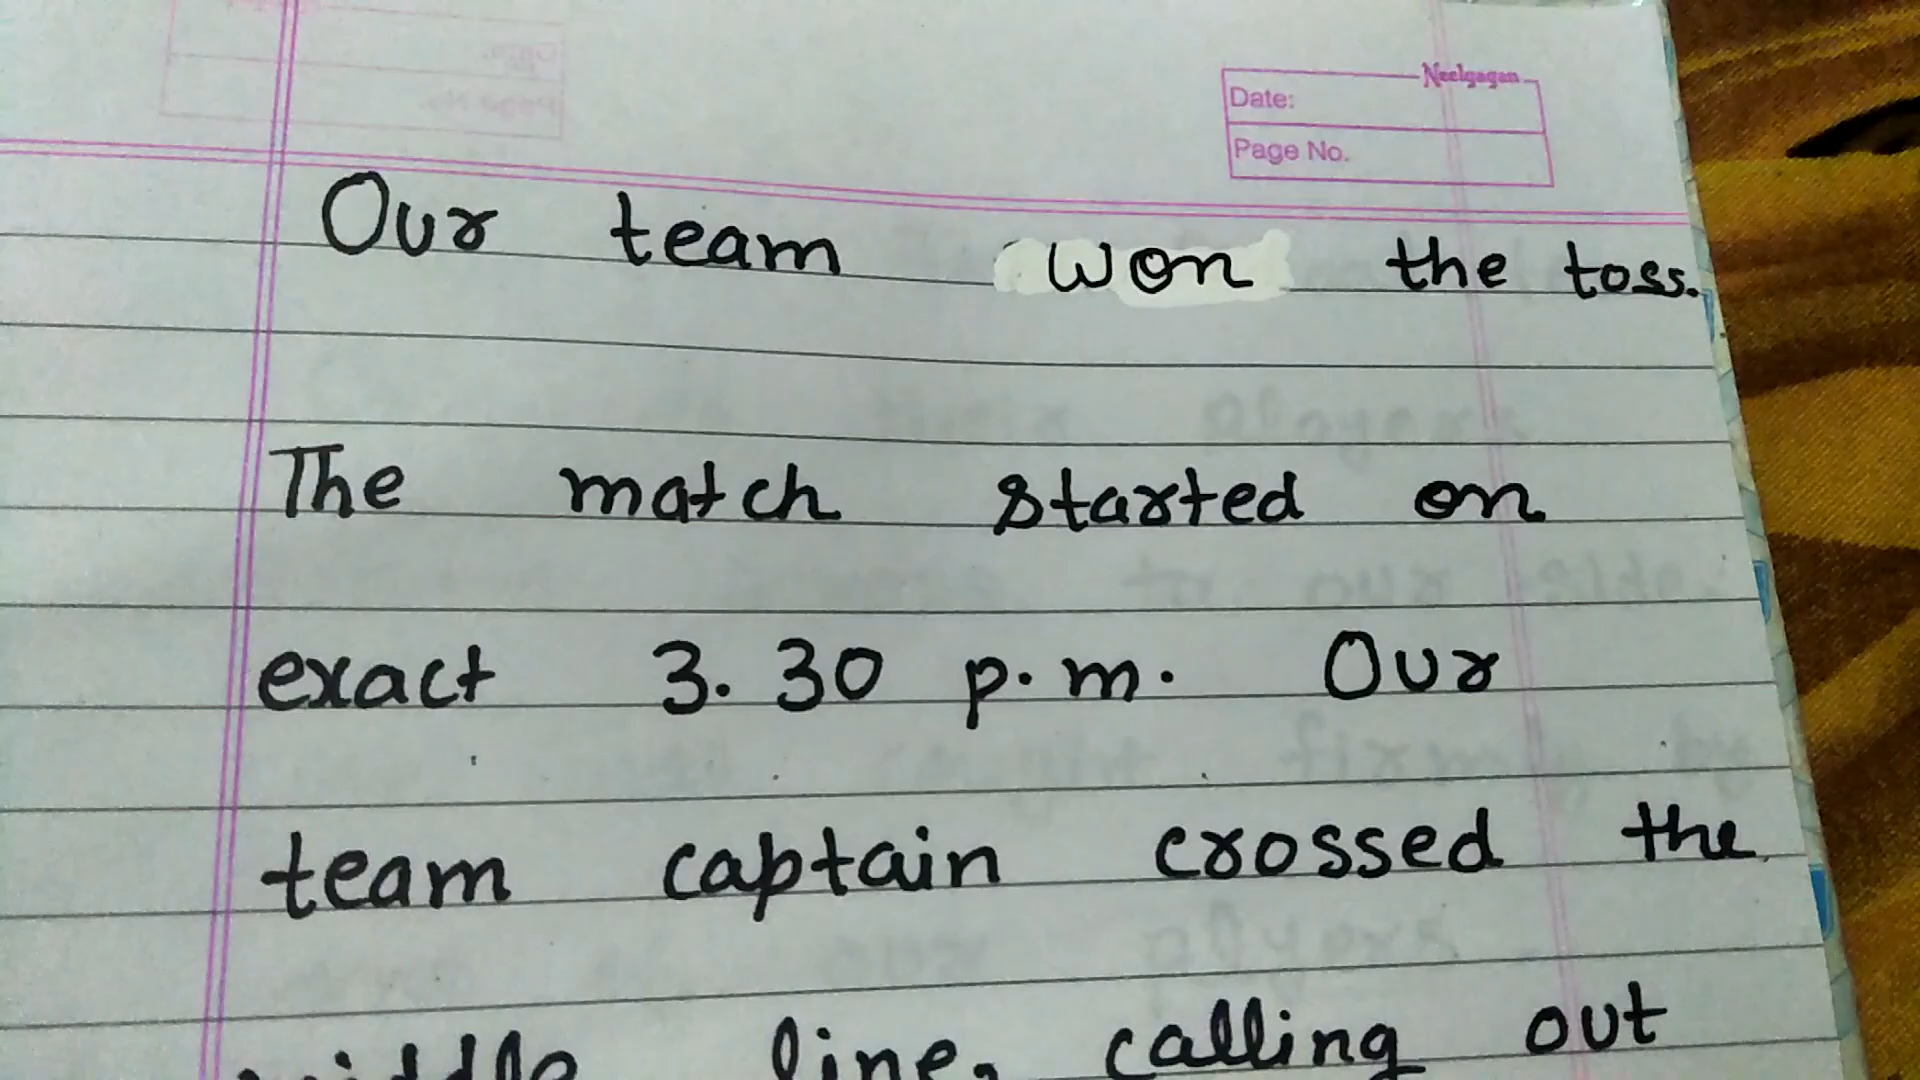 Neelgagan
Date:
Page No.
Our team won the toss.
The match started on
exact 3.30 p.m. Our
team captain crossed the
middle line, calling out